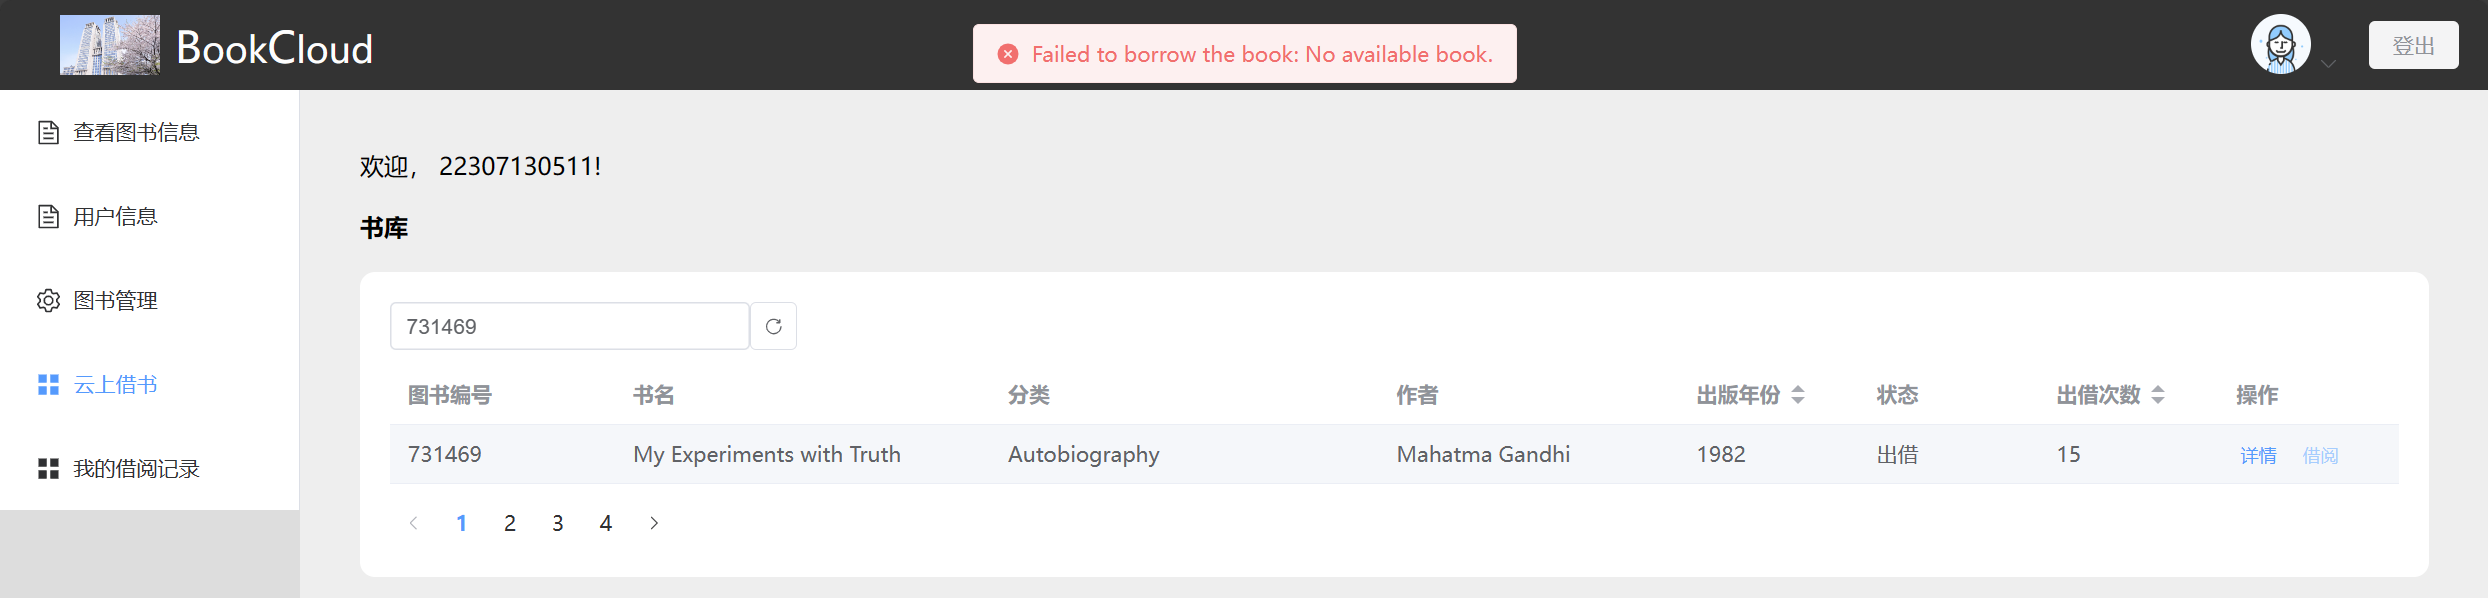 BookCloud
Failed to borrow the book: No available book.
登出
查看图书信息
用户信息
图书管理
云上借书
我的借阅记录
欢迎， 22307130511!
书库
731469
图书编号 书名 分类 作者 出版年份 状态 出借次数 操作
731469 My Experiments with Truth Autobiography Mahatma Gandhi 1982 出借 15 详情 借阅
1 2 3 4